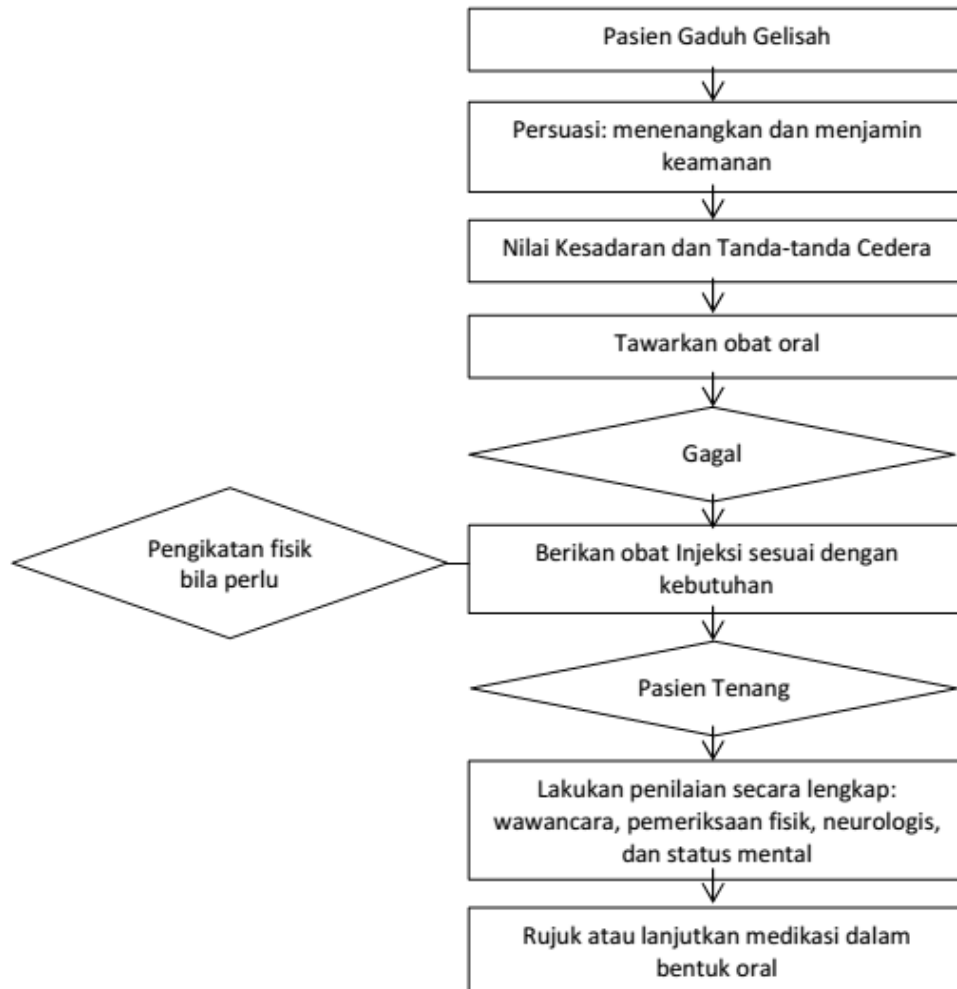 Pasien Gaduh Gelisah
Persuasi: menenangkan dan menjamin
keamanan
Nilai Kesadaran dan Tanda-tanda Cedera
Tawarkan obat oral
Gagal
Pengikatan fisik
bila perlu
Berikan obat Injeksi sesuai dengan
kebutuhan
Pasien Tenang
Lakukan penilaian secara lengkap:
wawancara, pemeriksaan fisik, neurologis,
dan status mental
Rujuk atau lanjutkan medikasi dalam
bentuk oral